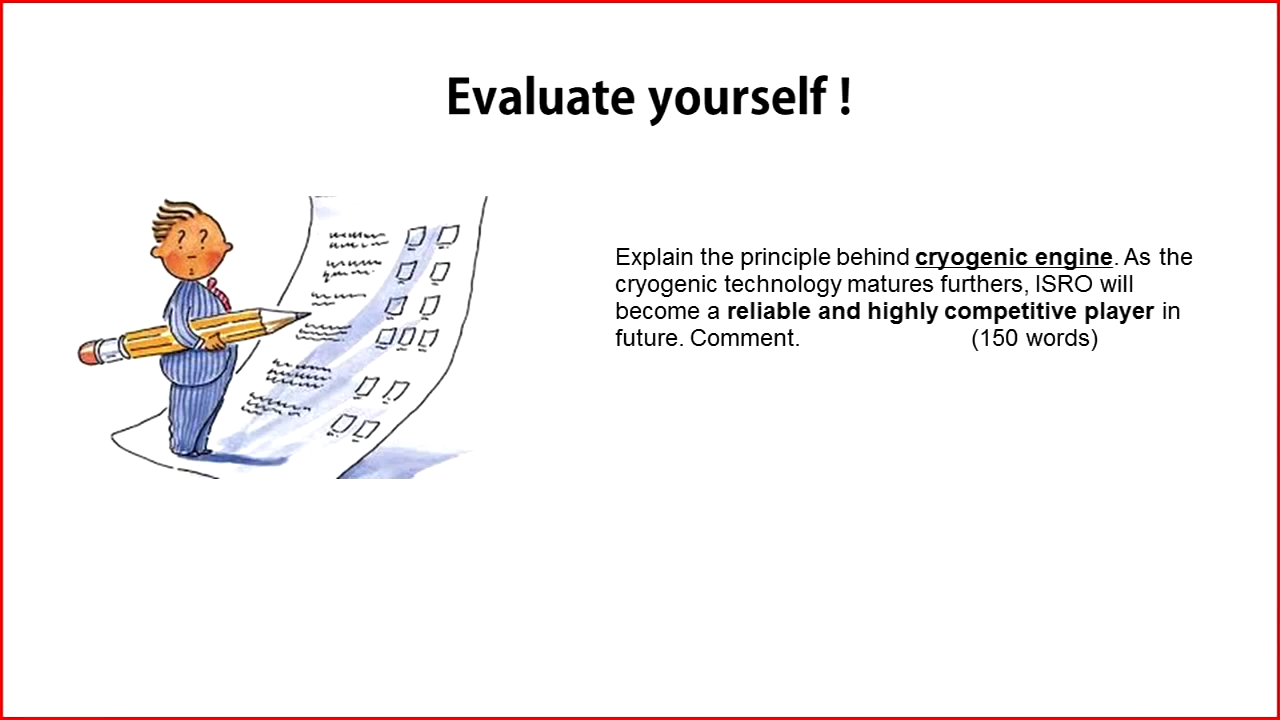 Evaluate yourself !
Explain the principle behind cryogenic engine. As the
cryogenic technology matures furthers, ISRO will
become a reliable and highly competitive player in
future. Comment. (150 words)